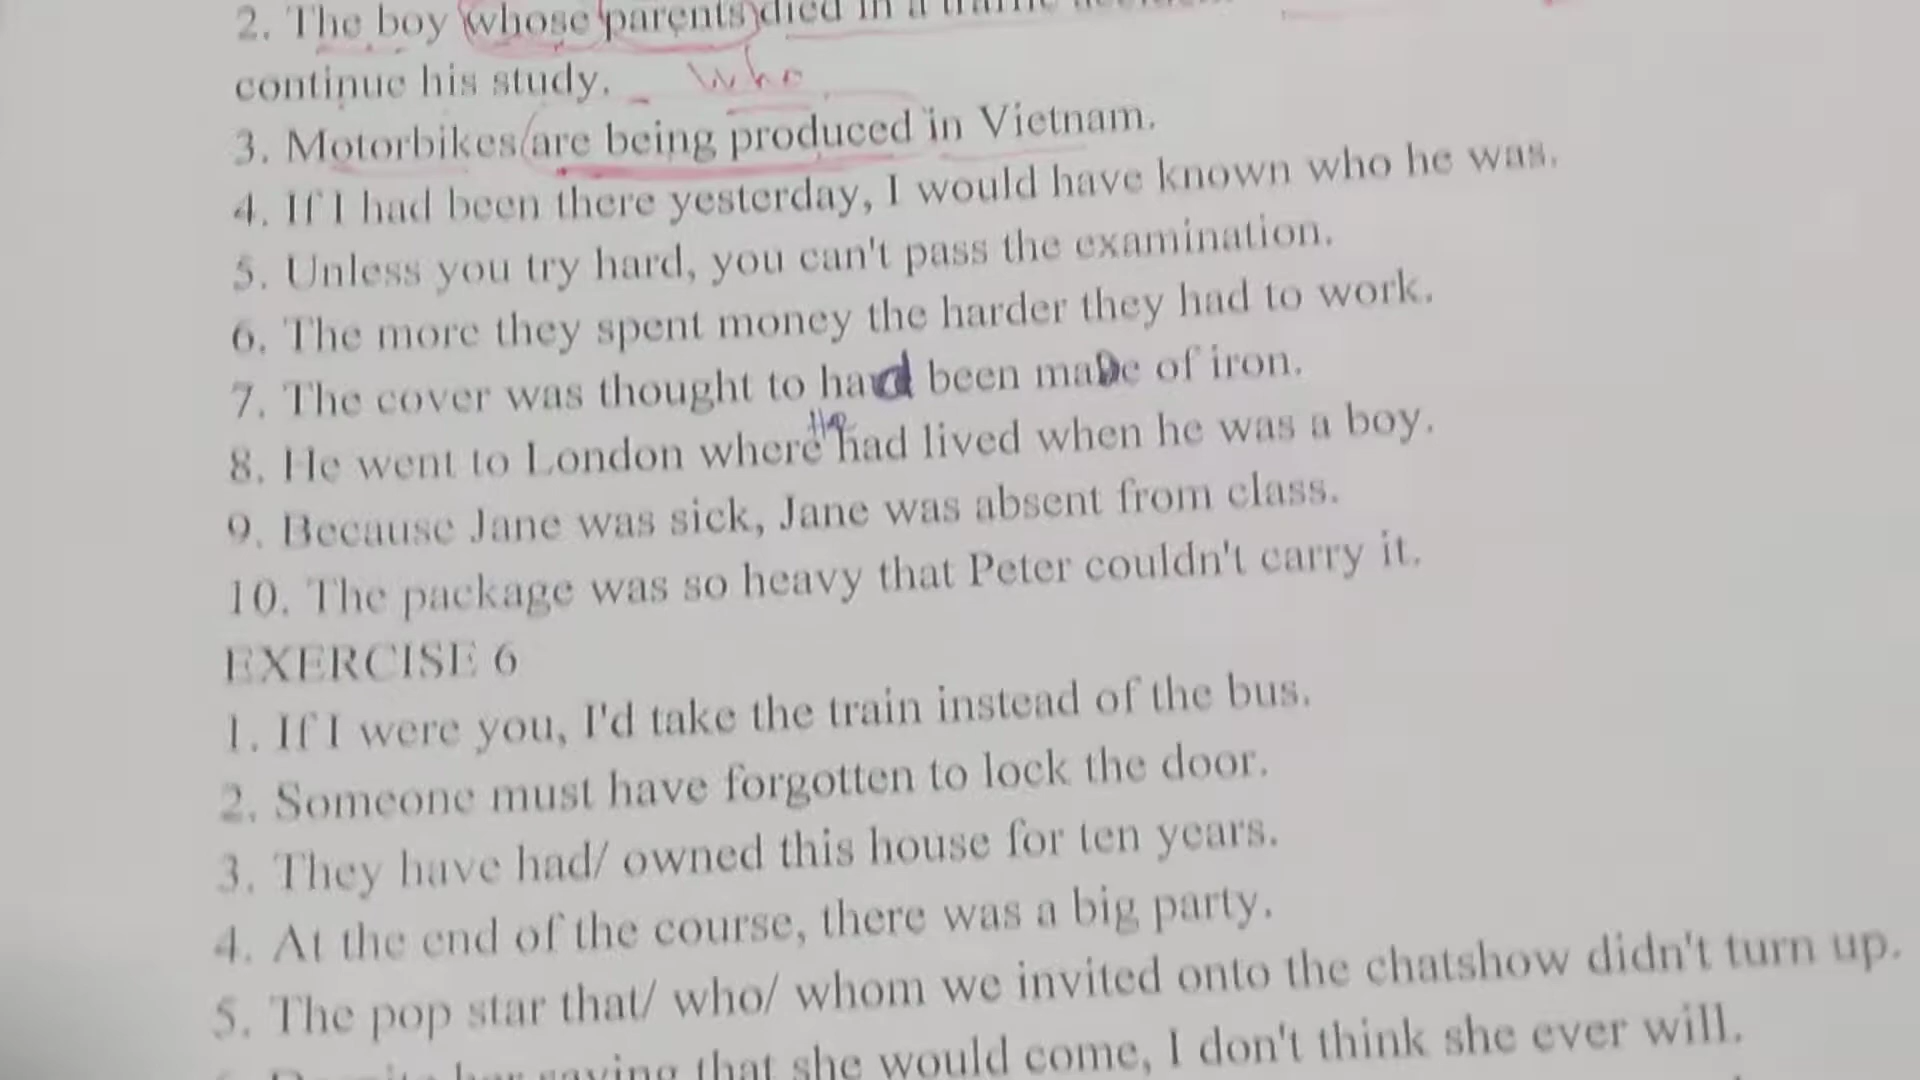 2. The boy whose parents died in a traffic
continue his study. Who
3. Motorbikes are being produced in Vietnam.
4. If I had been there yesterday, I would have known who he was.
5. Unless you try hard, you can't pass the examination.
6. The more they spent money the harder they had to work.
7. The cover was thought to had been made of iron.
He
8. He went to London where had lived when he was a boy.
9. Because Jane was sick, Jane was absent from class.
10. The package was so heavy that Peter couldn't carry it.
EXERCISE 6
1. If I were you, I'd take the train instead of the bus.
2. Someone must have forgotten to lock the door.
3. They have had/ owned this house for ten years.
4. At the end of the course, there was a big party.
5. The pop star that/ who/ whom we invited onto the chatshow didn't turn up.
her saying that she would come, I don't think she ever will.